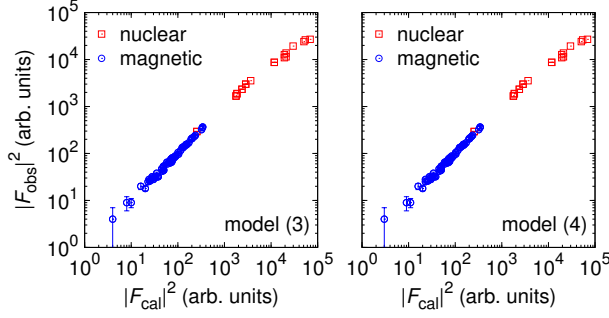 10^5
10^4
10^3
10^2
10^1
10^0
|F_obs|^2 (arb. units)
nuclear
magnetic
model (3)
10^0 10^1 10^2 10^3 10^4 10^5
|F_cal|^2 (arb. units)
nuclear
magnetic
model (4)
10^0 10^1 10^2 10^3 10^4 10^5
|F_cal|^2 (arb. units)